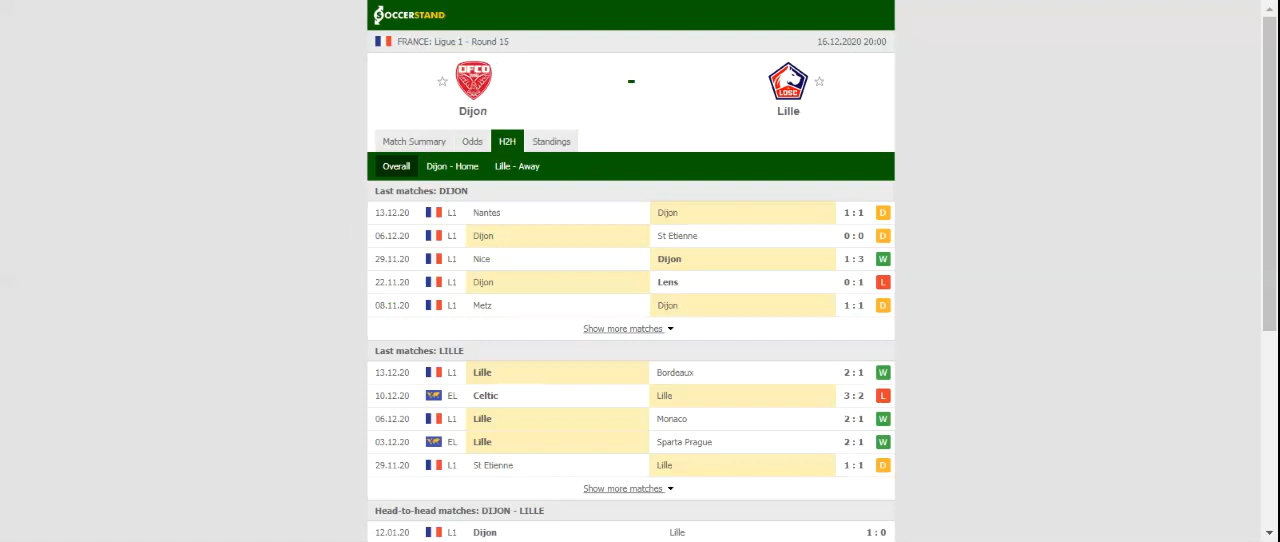 SOCCERSTAND
FRANCE: Ligue 1 - Round 15 16.12.2020 20:00
DFCO LOSC
-
Dijon Lille
Match Summary Odds H2H Standings
Overall Dijon - Home Lille - Away
Last matches: DIJON
13.12.20 L1 Nantes Dijon 1 : 1 D
06.12.20 L1 Dijon St Etienne 0 : 0 D
29.11.20 L1 Nice Dijon 1 : 3 W
22.11.20 L1 Dijon Lens 0 : 1 L
08.11.20 L1 Metz Dijon 1 : 1 D
Show more matches
Last matches: LILLE
13.12.20 L1 Lille Bordeaux 2 : 1 W
10.12.20 EL Celtic Lille 3 : 2 L
06.12.20 L1 Lille Monaco 2 : 1 W
03.12.20 EL Lille Sparta Prague 2 : 1 W
29.11.20 L1 St Etienne Lille 1 : 1 D
Show more matches
Head-to-head matches: DIJON - LILLE
12.01.20 L1 Dijon Lille 1 : 0